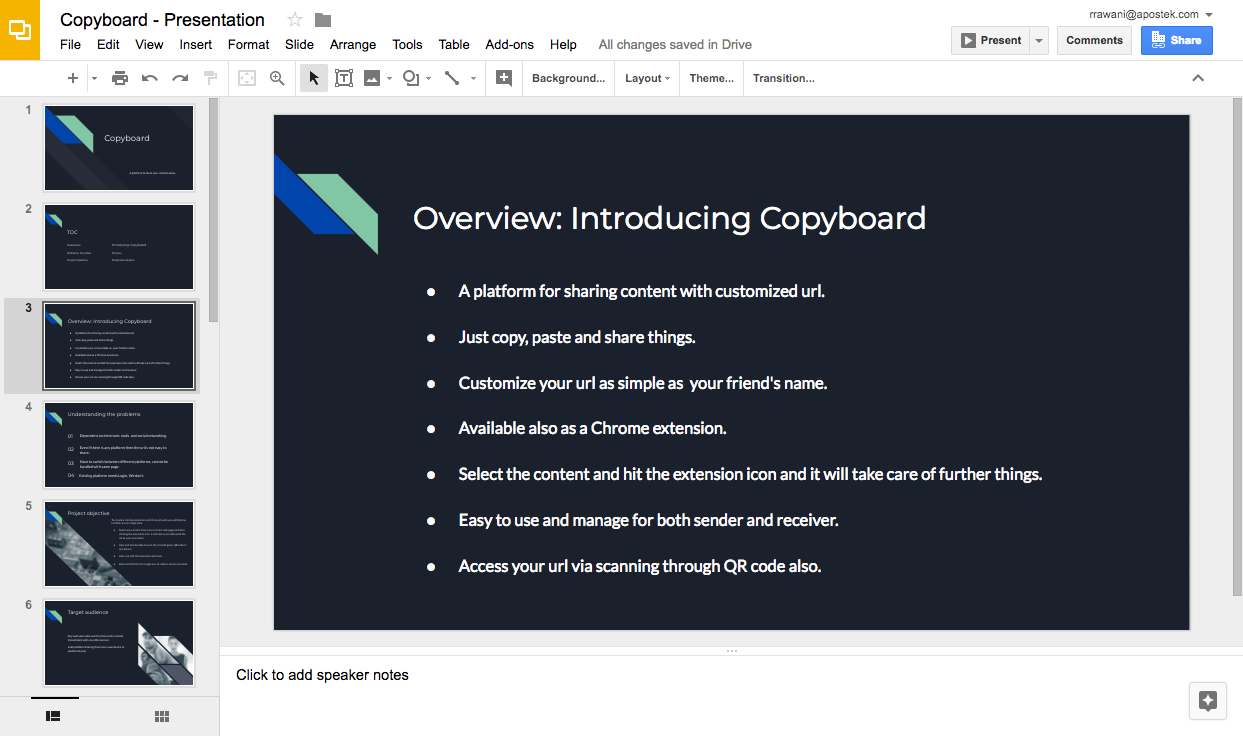 Copyboard - Presentation
rrawani@apostek.com
File Edit View Insert Format Slide Arrange Tools Table Add-ons Help All changes saved in Drive
Present Comments Share
Background... Layout Theme... Transition...
1
Copyboard
2
TOC
3
Overview: Introducing Copyboard
4
Understanding the problems
01
02
03
04
5
Project objective
6
Target audience
Overview: Introducing Copyboard
● A platform for sharing content with customized url.
● Just copy, paste and share things.
● Customize your url as simple as  your friend's name.
● Available also as a Chrome extension.
● Select the content and hit the extension icon and it will take care of further things.
● Easy to use and manage for both sender and receiver.
● Access your url via scanning through QR code also.
Click to add speaker notes